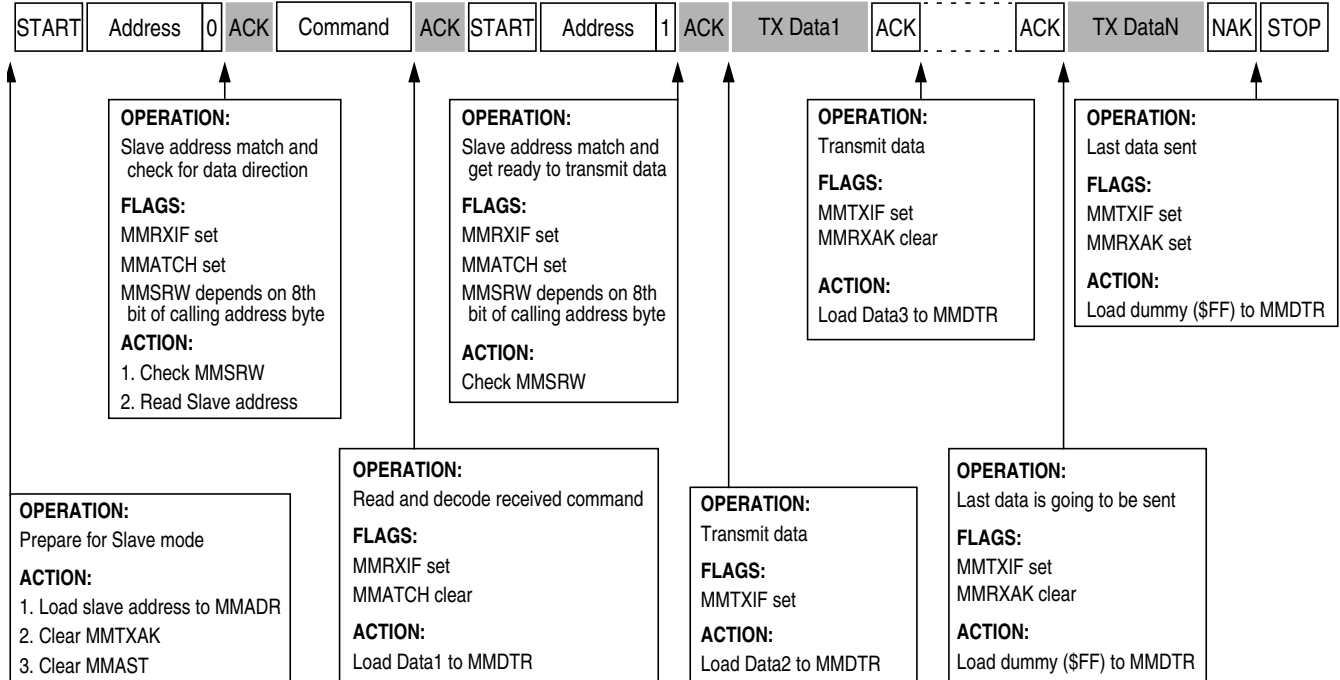 START Address 0 ACK Command ACK START Address 1 ACK TX Data1 ACK ACK TX DataN NAK STOP
OPERATION:
Slave address match and
check for data direction
FLAGS:
MMRXIF set
MMATCH set
MMSRW depends on 8th
bit of calling address byte
ACTION:
1. Check MMSRW
2. Read Slave address
OPERATION:
Slave address match and
get ready to transmit data
FLAGS:
MMRXIF set
MMATCH set
MMSRW depends on 8th
bit of calling address byte
ACTION:
Check MMSRW
OPERATION:
Transmit data
FLAGS:
MMTXIF set
MMRXAK clear
ACTION:
Load Data3 to MMDTR
OPERATION:
Last data sent
FLAGS:
MMTXIF set
MMRXAK set
ACTION:
Load dummy ($FF) to MMDTR
OPERATION:
Prepare for Slave mode
ACTION:
1. Load slave address to MMADR
2. Clear MMTXAK
3. Clear MMAST
OPERATION:
Read and decode received command
FLAGS:
MMRXIF set
MMATCH clear
ACTION:
Load Data1 to MMDTR
OPERATION:
Transmit data
FLAGS:
MMTXIF set
ACTION:
Load Data2 to MMDTR
OPERATION:
Last data is going to be sent
FLAGS:
MMTXIF set
MMRXAK clear
ACTION:
Load dummy ($FF) to MMDTR